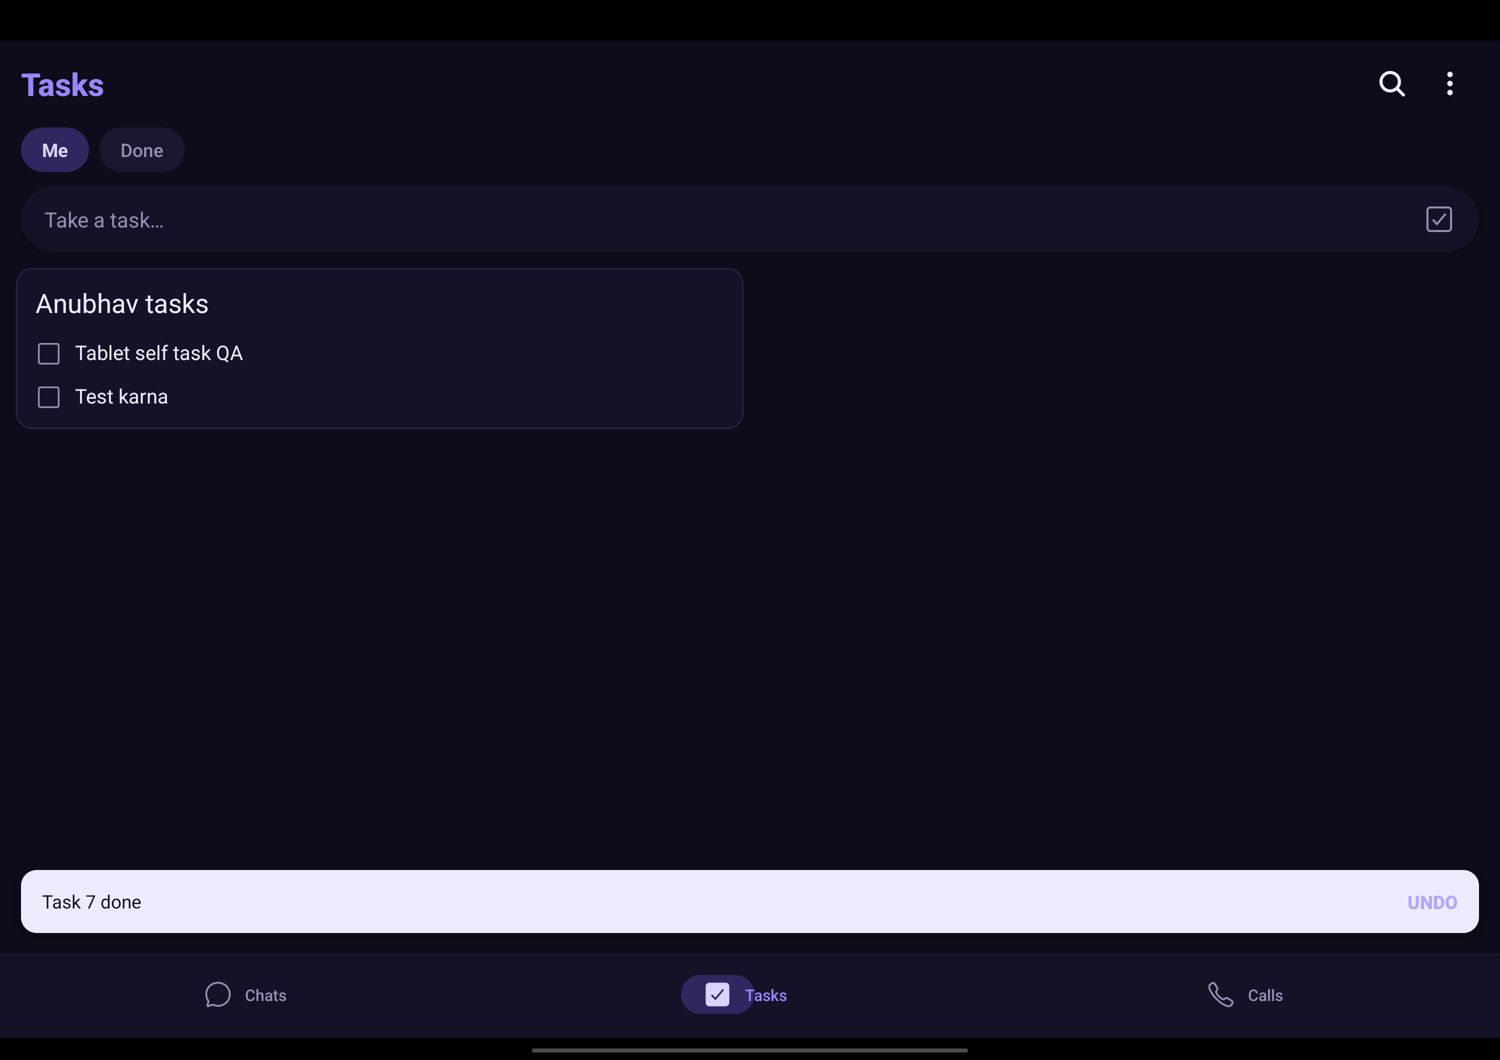 Tasks
Me
Done
Take a task...
Anubhav tasks
Tablet self task QA
Test karna
Task 7 done
UNDO
Chats
Tasks
Calls